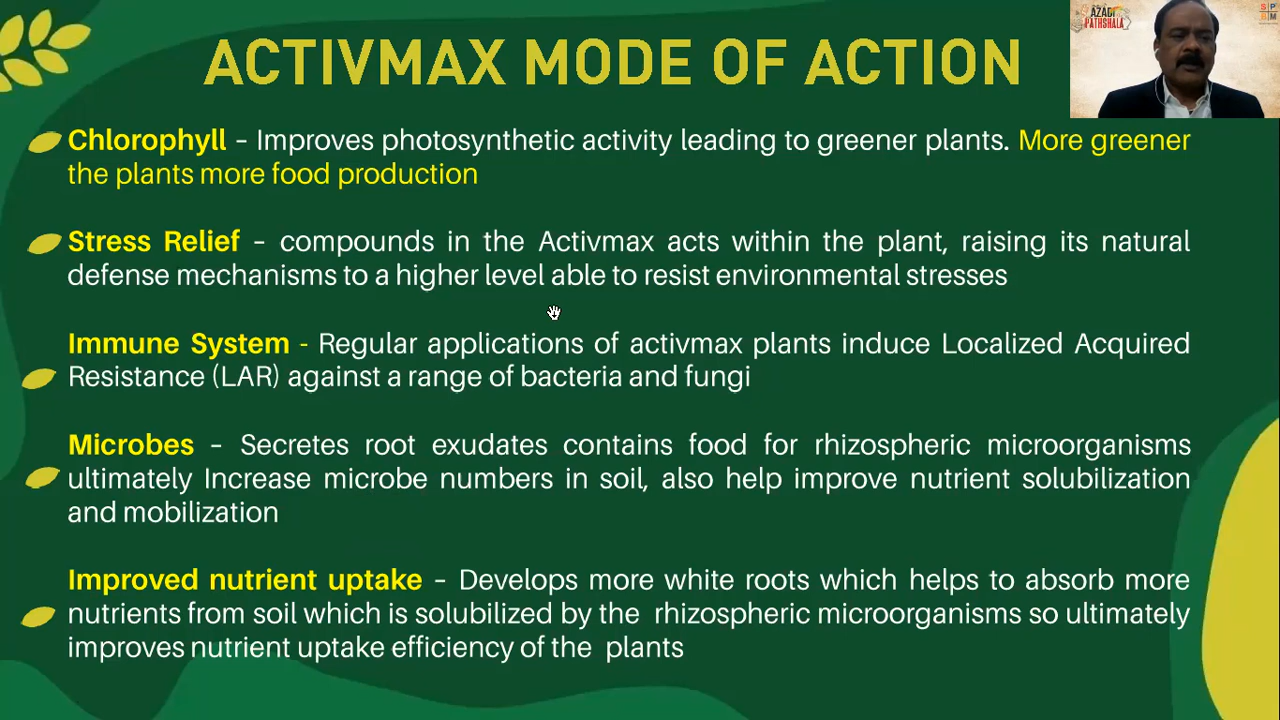 ACTIVMAX MODE OF ACTION
AZADI
PATHSHALA
S P
B M
Chlorophyll – Improves photosynthetic activity leading to greener plants. More greener
the plants more food production
Stress Relief – compounds in the Activmax acts within the plant, raising its natural
defense mechanisms to a higher level able to resist environmental stresses
Immune System - Regular applications of activmax plants induce Localized Acquired
Resistance (LAR) against a range of bacteria and fungi
Microbes – Secretes root exudates contains food for rhizospheric microorganisms
ultimately Increase microbe numbers in soil, also help improve nutrient solubilization
and mobilization
Improved nutrient uptake – Develops more white roots which helps to absorb more
nutrients from soil which is solubilized by the rhizospheric microorganisms so ultimately
improves nutrient uptake efficiency of the plants